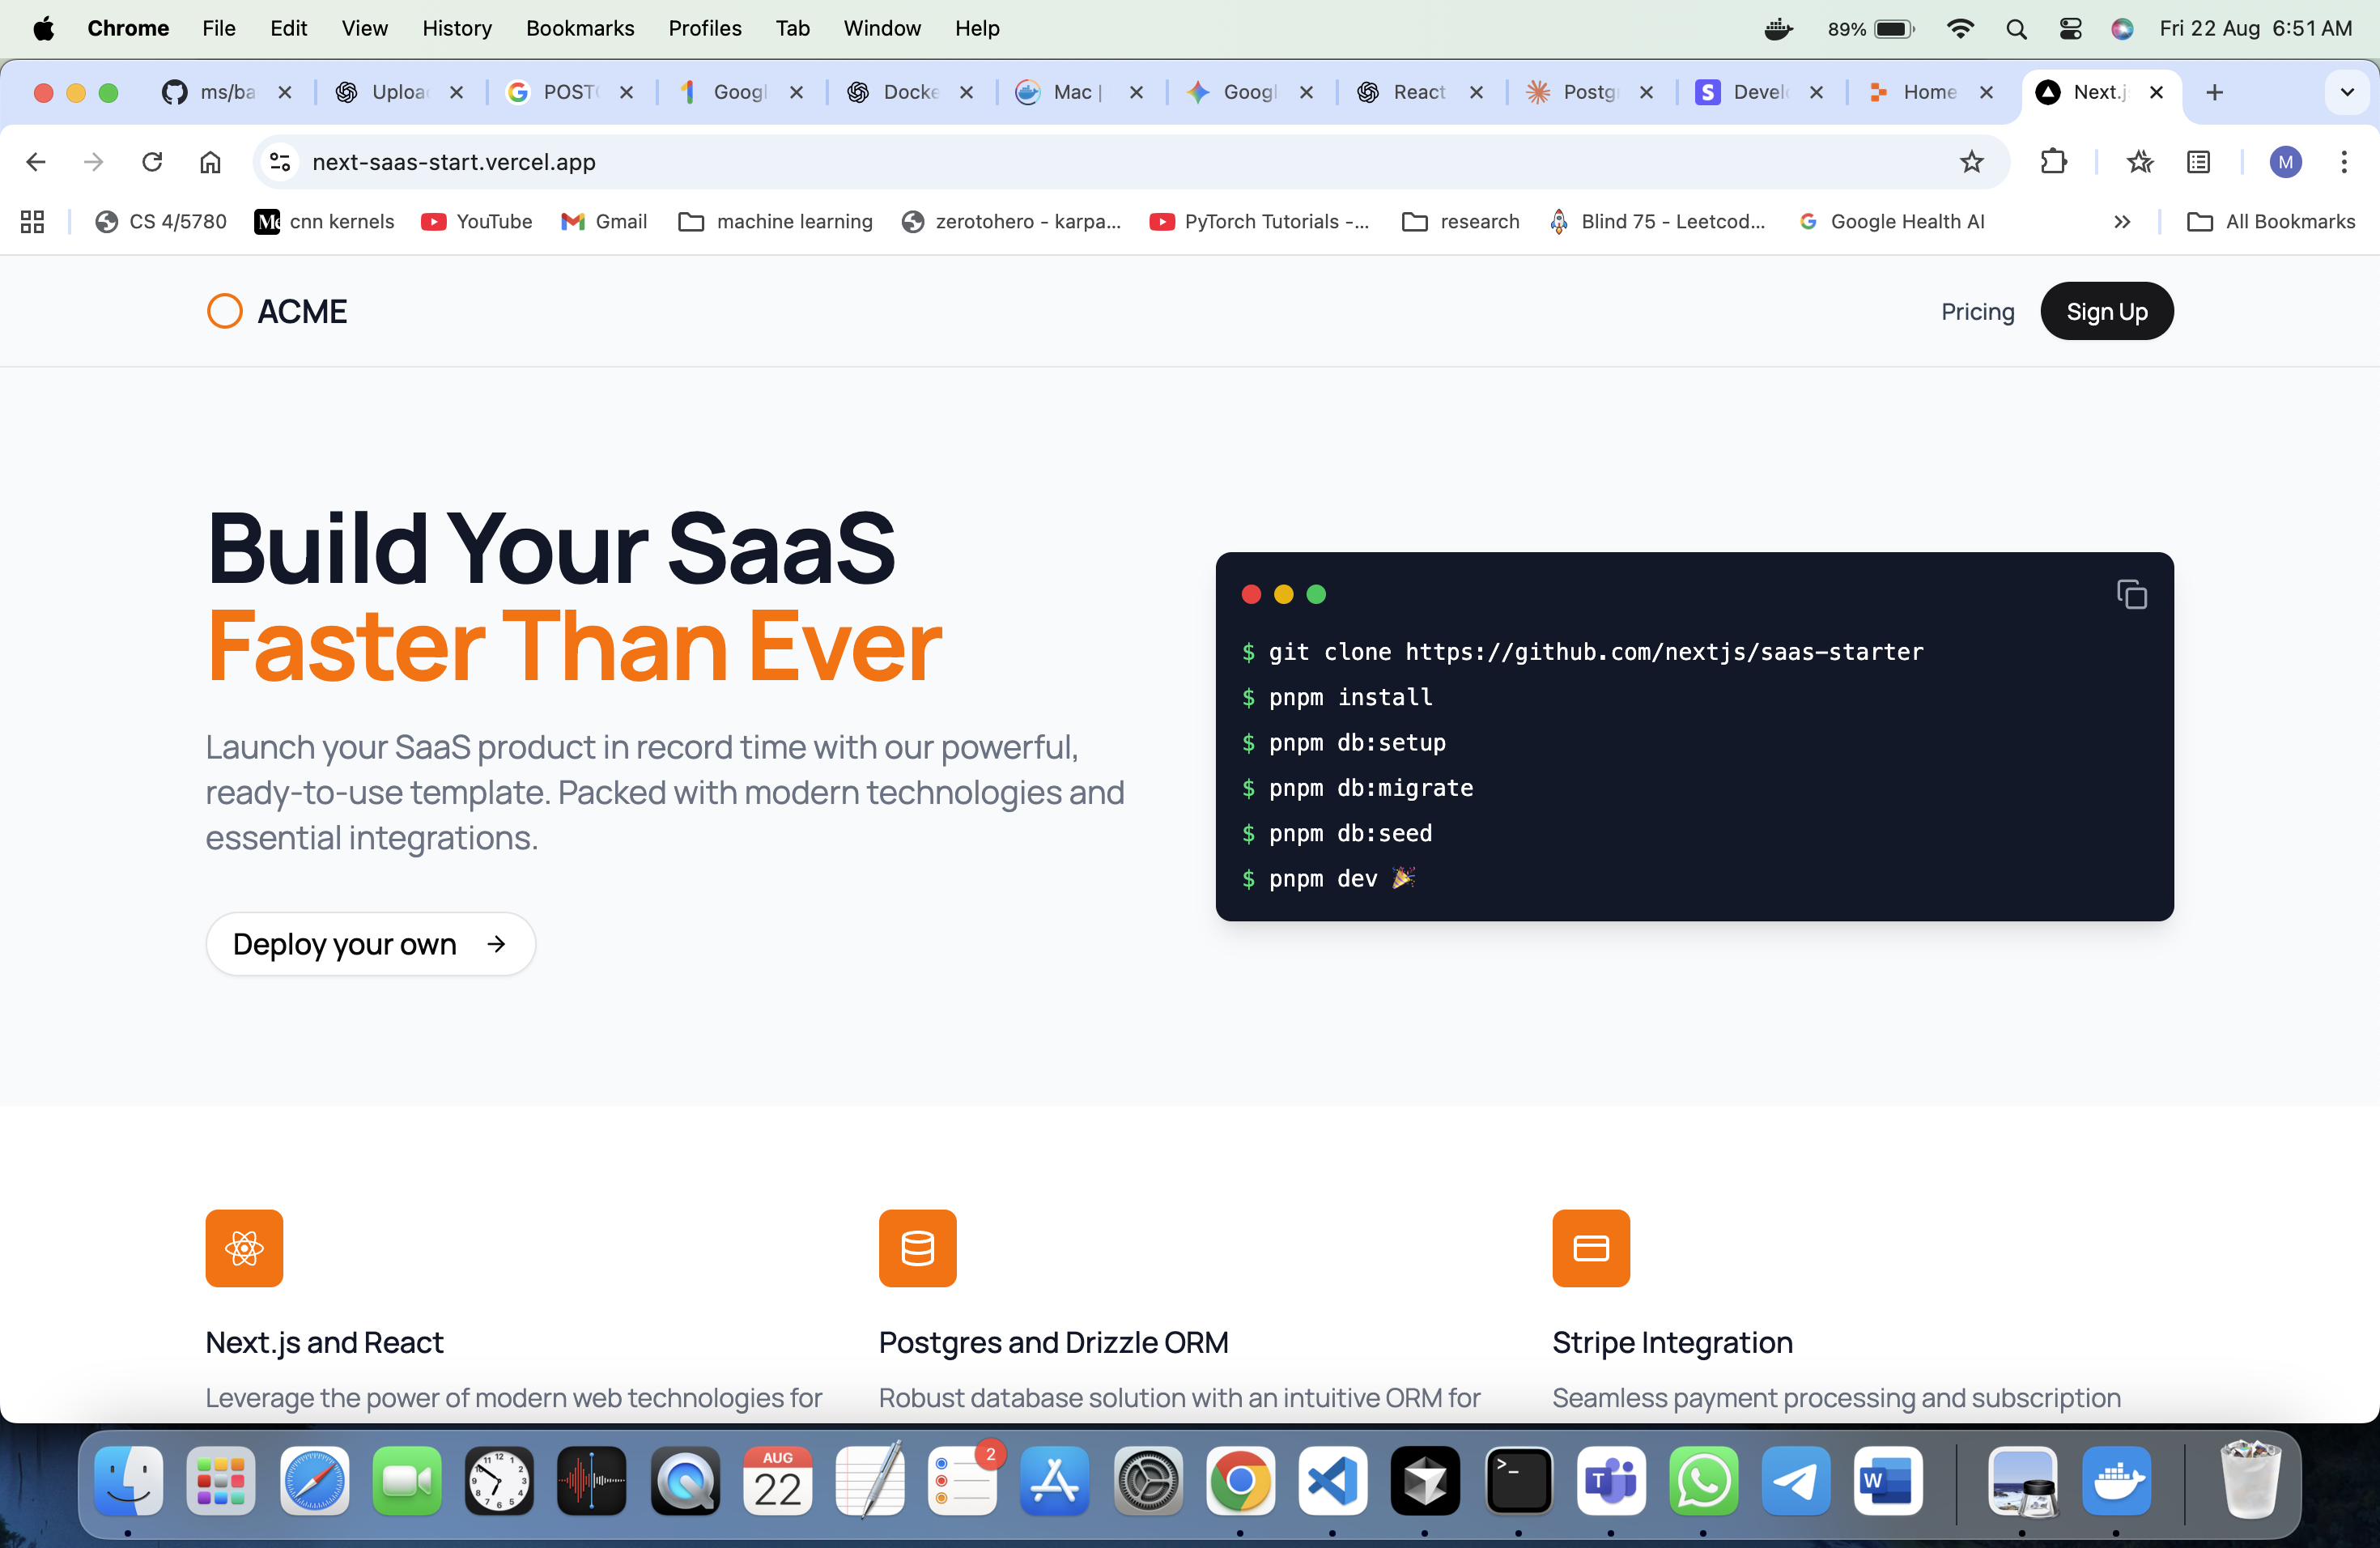 Chrome File Edit View History Bookmarks Profiles Tab Window Help 89% Fri 22 Aug 6:51 AM
ms/ba Uploa POST Googl Docke Mac | Googl React Postg Devel Home Next.j
next-saas-start.vercel.app M
CS 4/5780 cnn kernels YouTube Gmail machine learning zerotohero - karpa... PyTorch Tutorials -... research Blind 75 - Leetcod... Google Health AI All Bookmarks
ACME Pricing Sign Up
Build Your SaaS
Faster Than Ever
Launch your SaaS product in record time with our powerful,
ready-to-use template. Packed with modern technologies and
essential integrations.
Deploy your own →
$ git clone https://github.com/nextjs/saas-starter
$ pnpm install
$ pnpm db:setup
$ pnpm db:migrate
$ pnpm db:seed
$ pnpm dev 🎉
Next.js and React
Leverage the power of modern web technologies for
Postgres and Drizzle ORM
Robust database solution with an intuitive ORM for
Stripe Integration
Seamless payment processing and subscription
AUG
22
2